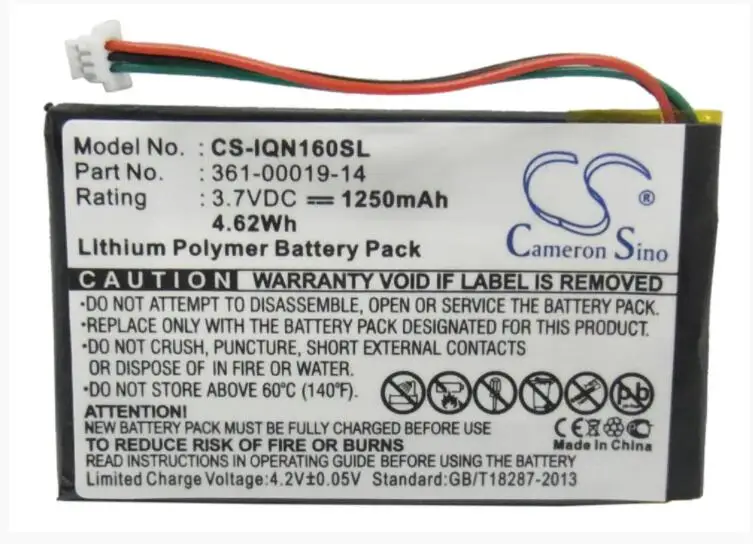 Model No. : CS-IQN160SL
Part No. : 361-00019-14
Rating : 3.7VDC ⎓ 1250mAh
4.62Wh
Lithium Polymer Battery Pack
CS ®
Cameron Sino
CAUTION WARRANTY VOID IF LABEL IS REMOVED
•DO NOT ATTEMPT TO DISASSEMBLE, OPEN OR SERVICE THE BATTERY PACK.
•REPLACE ONLY WITH THE BATTERY PACK DESIGNATED FOR YOUR PRODUCT.
•DO NOT CRUSH, PUNCTURE, SHORT EXTERNAL CONTACTS
OR DISPOSE OF IN FIRE OR WATER.
•DO NOT STORE ABOVE 60°C (140°F).
Pb
ATTENTION!
NEW BATTERY PACK MUST BE FULLY CHARGED BEFORE FIRST USE
TO REDUCE RISK OF FIRE OR BURNS
READ INSTRUCTIONS IN OPERATING GUIDE BEFORE USING THE BATTERY
CE
Made In China
Limited Charge Voltage:4.2V±0.05V Standard:GB/T18287-2013